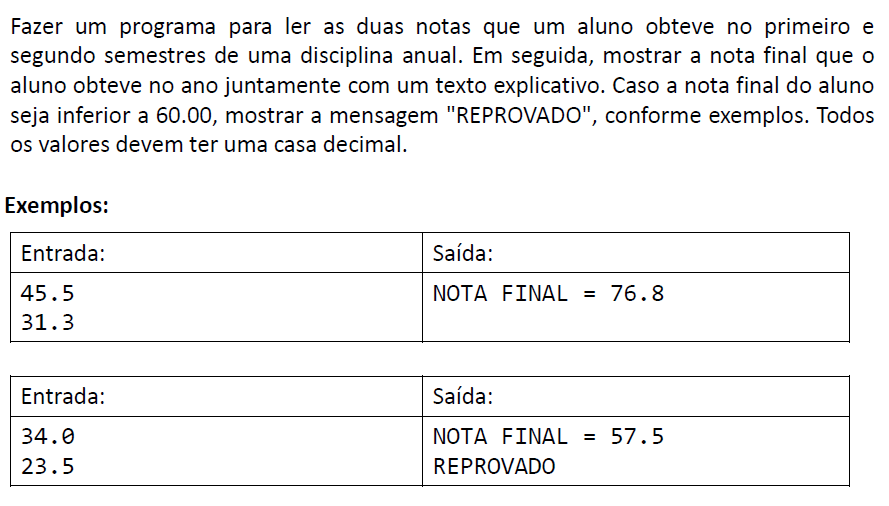 Fazer um programa para ler as duas notas que um aluno obteve no primeiro e
segundo semestres de uma disciplina anual. Em seguida, mostrar a nota final que o
aluno obteve no ano juntamente com um texto explicativo. Caso a nota final do aluno
seja inferior a 60.00, mostrar a mensagem "REPROVADO", conforme exemplos. Todos
os valores devem ter uma casa decimal.
Exemplos:
Entrada:
Saída:
45.5
31.3
NOTA FINAL = 76.8
Entrada:
Saída:
34.0
23.5
NOTA FINAL = 57.5
REPROVADO